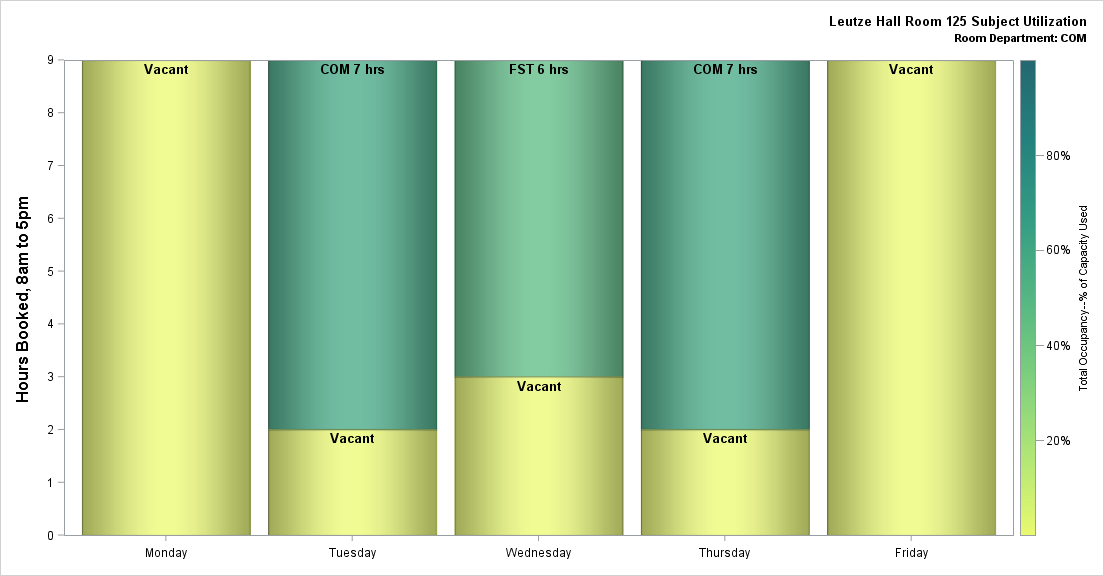 Leutze Hall Room 125 Subject Utilization
Room Department: COM
Hours Booked, 8am to 5pm
9
8
7
6
5
4
3
2
1
0
Vacant
COM 7 hrs
FST 6 hrs
COM 7 hrs
Vacant
Vacant
Vacant
Vacant
Monday
Tuesday
Wednesday
Thursday
Friday
80%
60%
40%
20%
Total Occupancy--% of Capacity Used